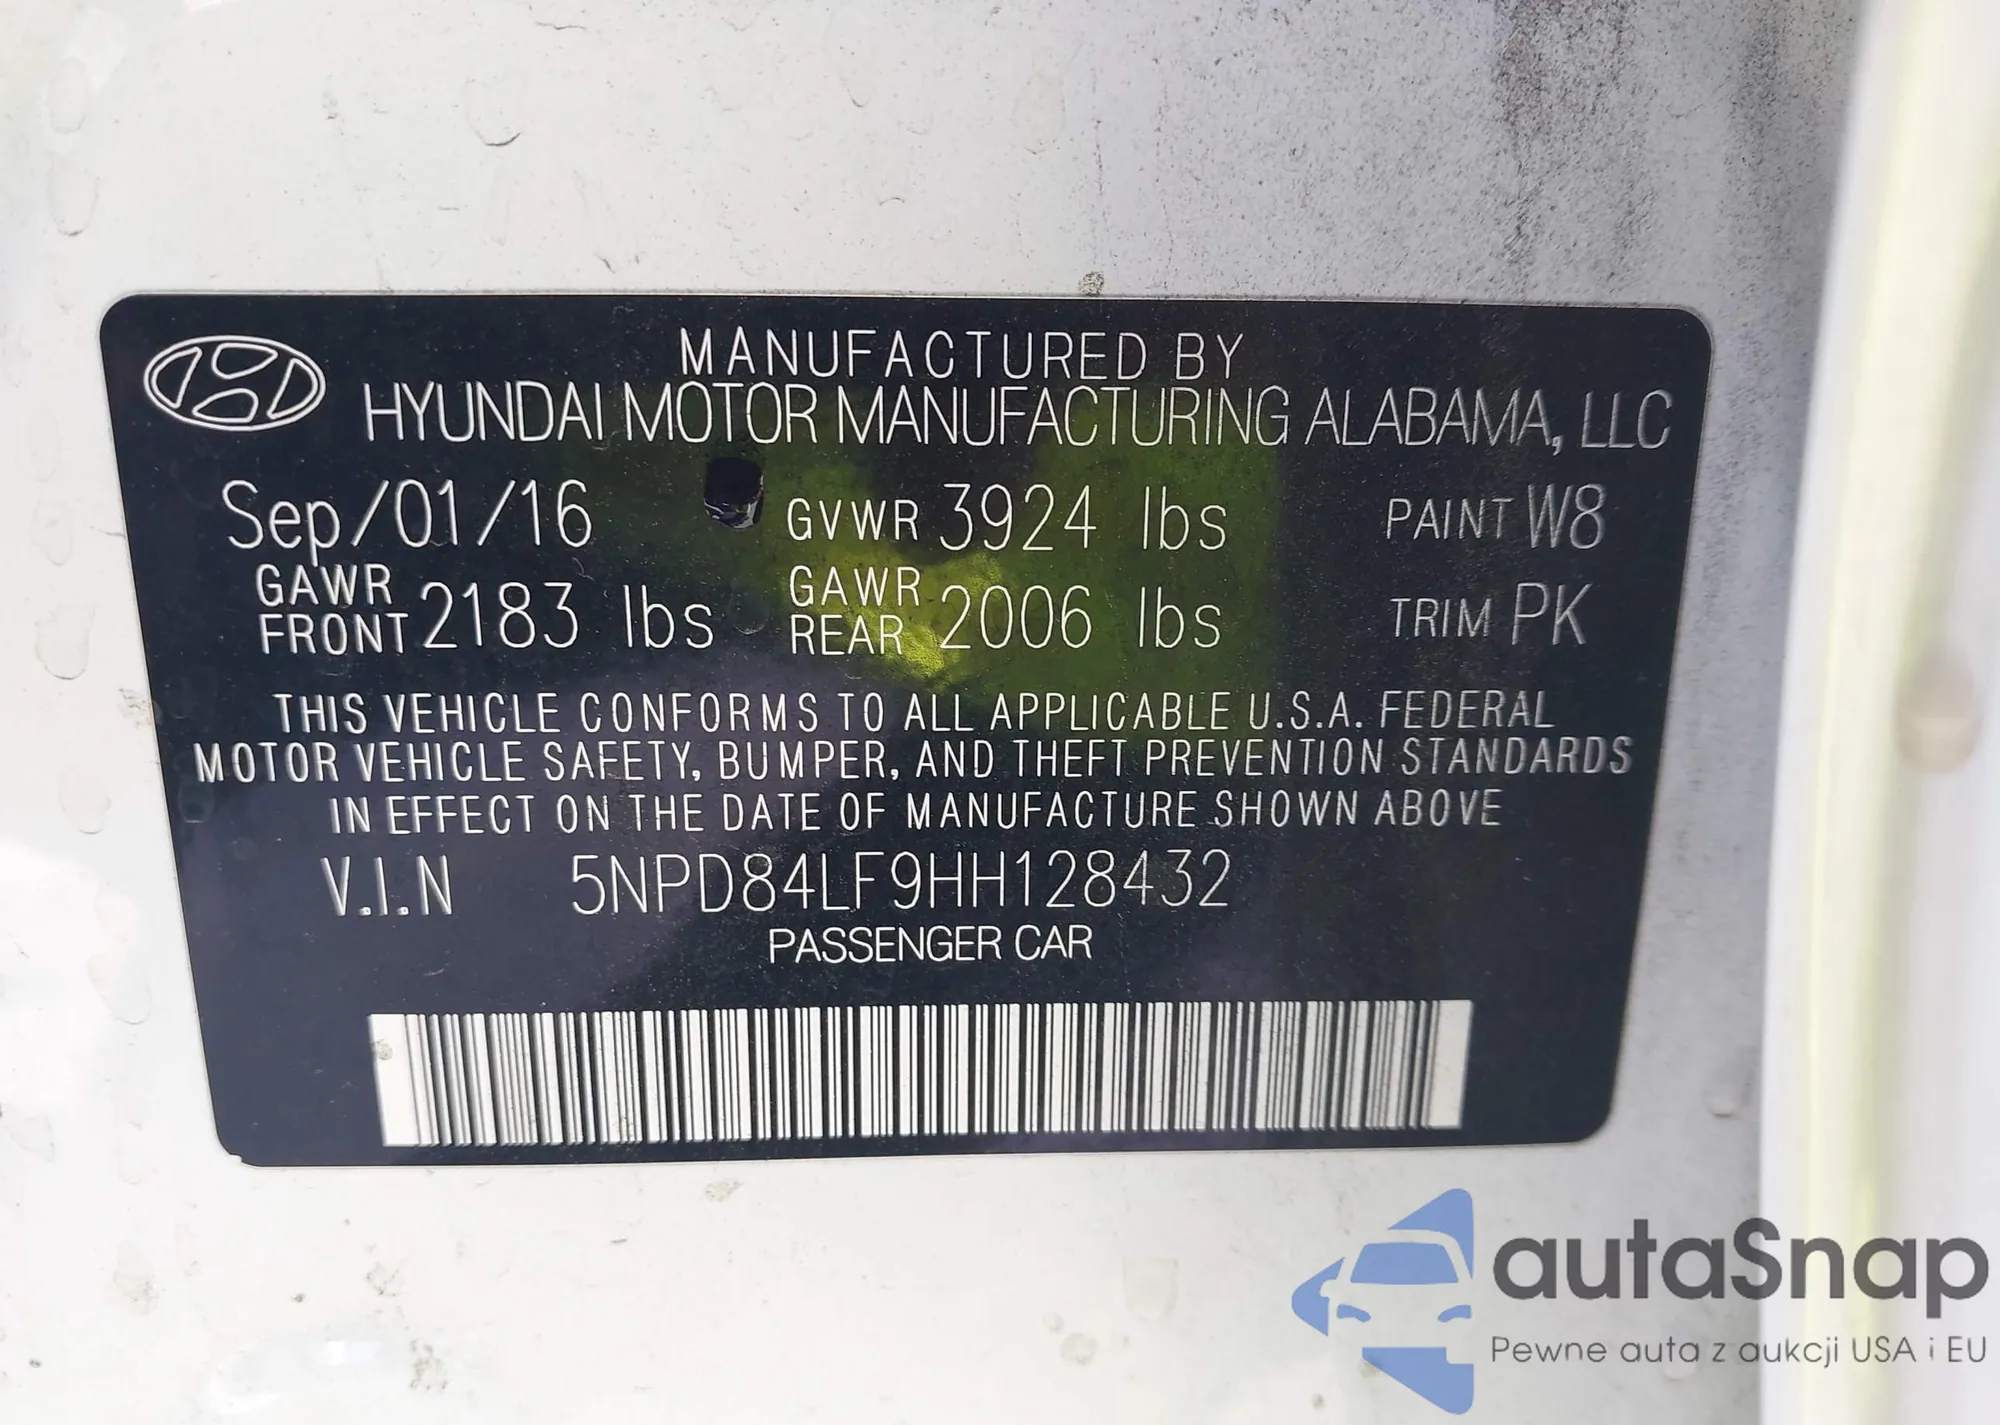 MANUFACTURED BY
HYUNDAI MOTOR MANUFACTURING ALABAMA, LLC
Sep/01/16 GVWR 3924 lbs PAINT W8
GAWR FRONT 2183 lbs GAWR REAR 2006 lbs TRIM PK
THIS VEHICLE CONFORMS TO ALL APPLICABLE U.S.A. FEDERAL
MOTOR VEHICLE SAFETY, BUMPER, AND THEFT PREVENTION STANDARDS
IN EFFECT ON THE DATE OF MANUFACTURE SHOWN ABOVE
V.I.N 5NPD84LF9HH128432
PASSENGER CAR
autaSnap
Pewne auta z aukcji USA i EU